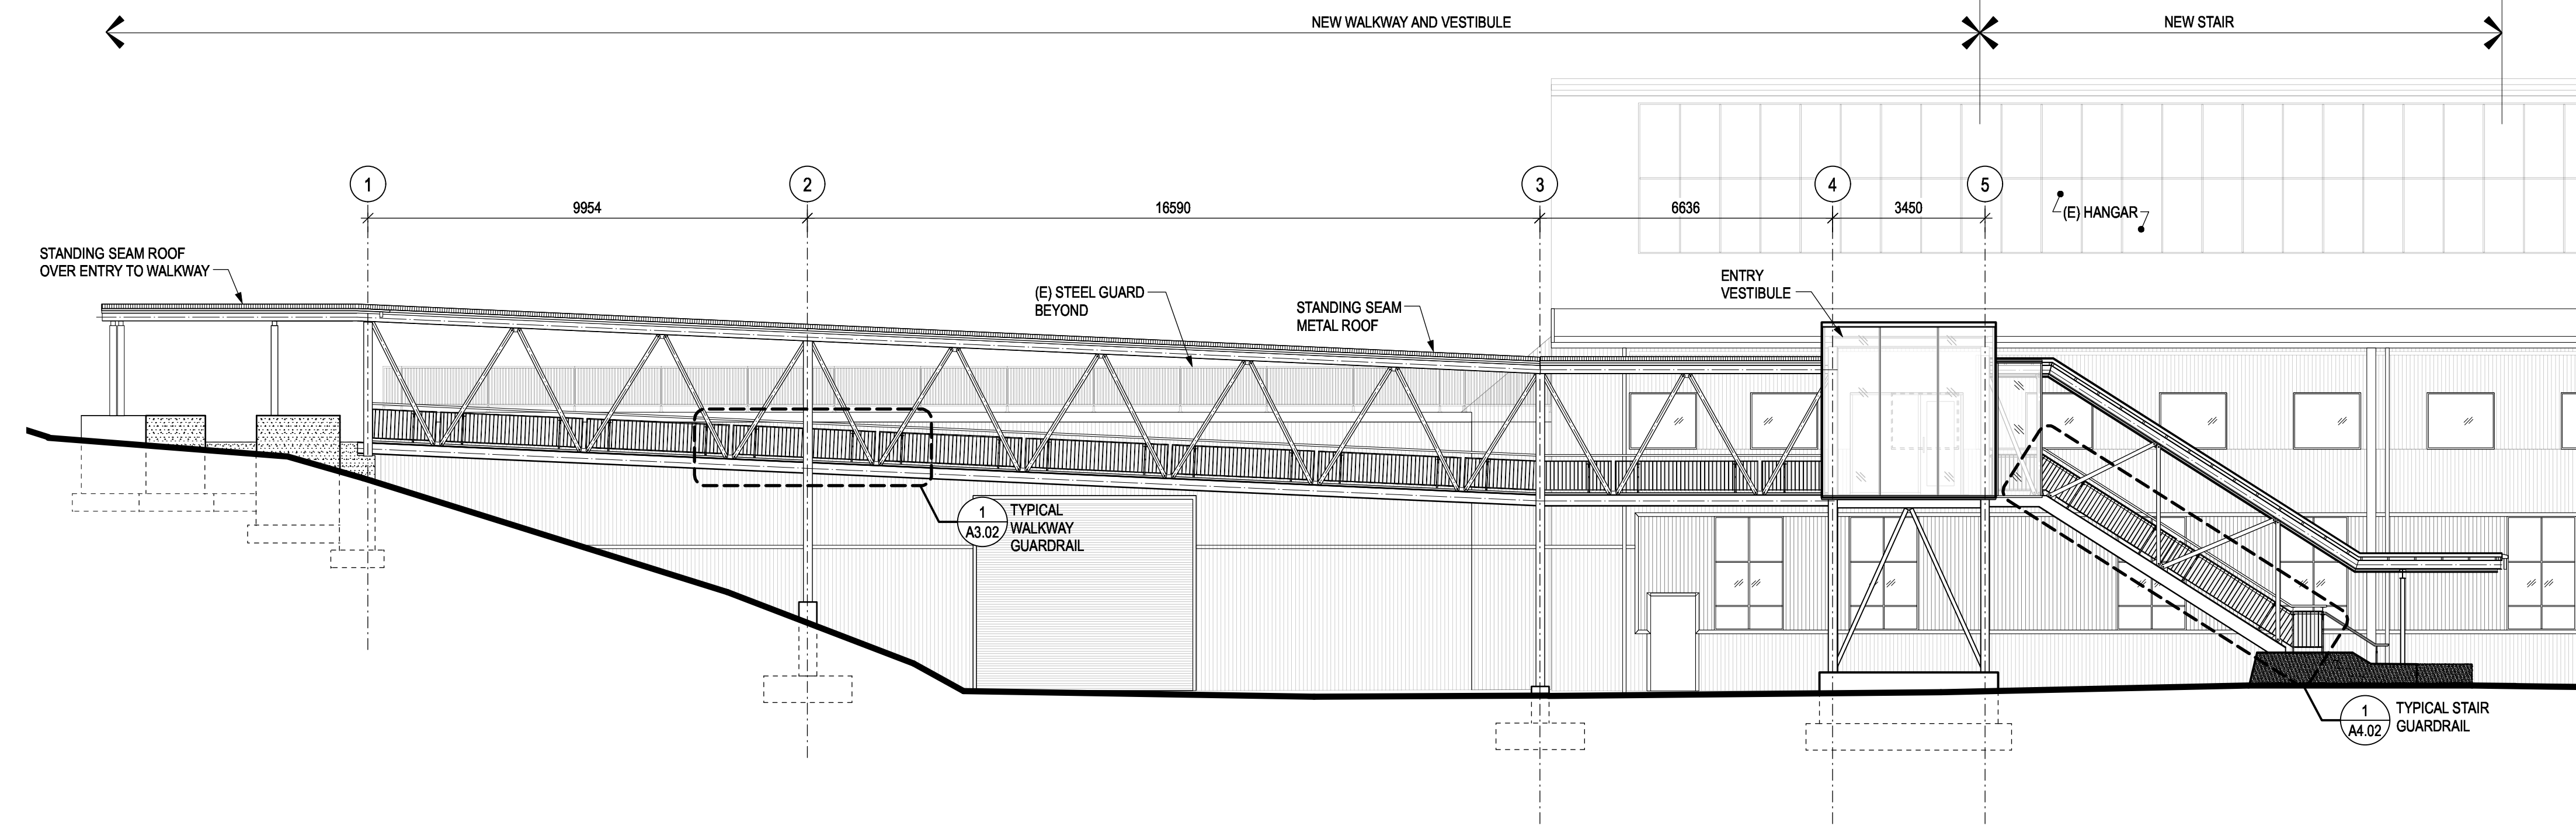 NEW WALKWAY AND VESTIBULE
NEW STAIR
1
2
3
4
5
9954
16590
6636
3450
(E) HANGAR
STANDING SEAM ROOF
OVER ENTRY TO WALKWAY
(E) STEEL GUARD
BEYOND
STANDING SEAM
METAL ROOF
ENTRY
VESTIBULE
1
A3.02
TYPICAL
WALKWAY
GUARDRAIL
1
A4.02
TYPICAL STAIR
GUARDRAIL